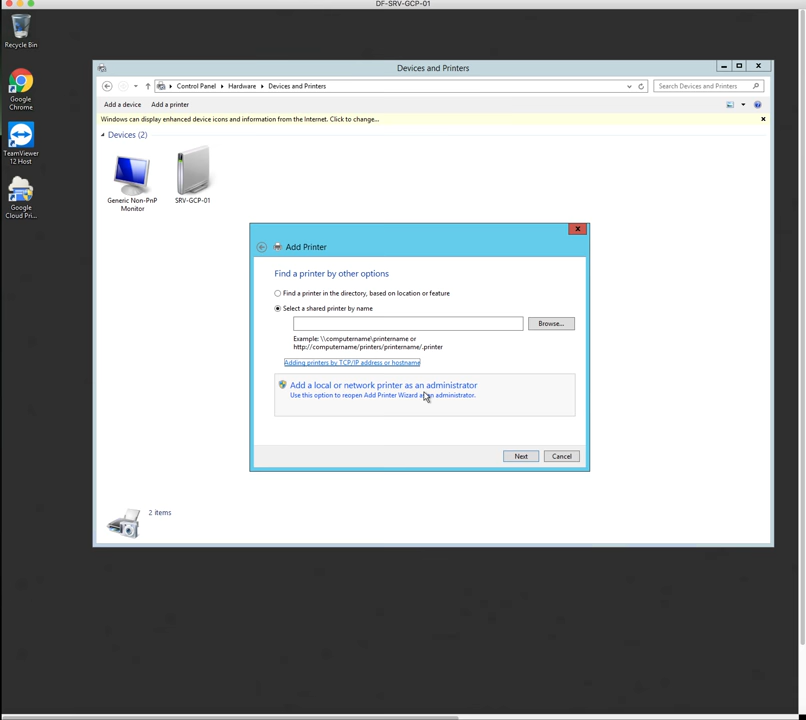 DF-SRV-GCP-01
Recycle Bin
Google
Chrome
TeamViewer
12 Host
Google
Cloud Pri...
Devices and Printers
Control Panel
Hardware
Devices and Printers
Search Devices and Printers
Add a device
Add a printer
Windows can display enhanced device icons and information from the Internet. Click to change...
Devices (2)
Generic Non-PnP
Monitor
SRV-GCP-01
Add Printer
Find a printer by other options
Find a printer in the directory, based on location or feature
Select a shared printer by name
Browse...
Example: \\computername\printername or
http://computername/printers/printername/.printer
Adding printers by TCP/IP address or hostname
Add a local or network printer as an administrator
Use this option to reopen Add Printer Wizard as an administrator.
Next
Cancel
2 items